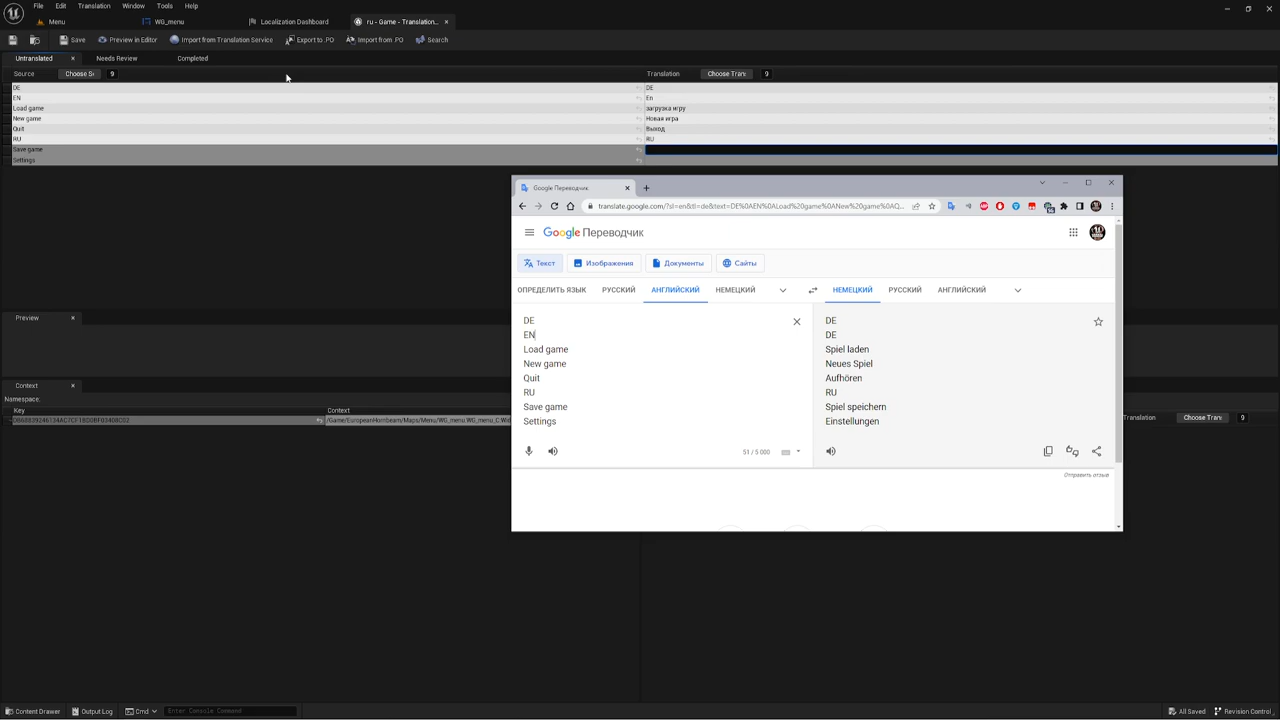 File Edit Translation Window Tools Help
Menu WG_menu Localization Dashboard ru - Game - Translation...
Save Preview in Editor Import from Translation Service Export to .PO Import from .PO Search
Untranslated Needs Review Completed
Source Choose S 9 Translation Choose Tran: 9
DE DE
EN En
Load game загрузка игру
New game Новая игра
Quit Выход
RU RU
Save game
Settings
Google Переводчик
translate.google.com/?sl=en&tl=de&text=DE%0AEN%0ALoad%20game%0ANew%20game%0AQ...
Google Переводчик
Текст Изображения Документы Сайты
ОПРЕДЕЛИТЬ ЯЗЫК РУССКИЙ АНГЛИЙСКИЙ НЕМЕЦКИЙ НЕМЕЦКИЙ РУССКИЙ АНГЛИЙСКИЙ
DE DE
EN DE
Load game Spiel laden
New game Neues Spiel
Quit Aufhören
RU RU
Save game Spiel speichern
Settings Einstellungen
51 / 5 000
Отправить отзыв
Preview
Context
Namespace:
Key Context
/Game/EuropeanHornbeam/Maps/Menu/WG_menu.WG_menu_C:Wid
Translation Choose Tran: 9
Content Drawer Output Log Cmd Enter Console Command All Saved Revision Control